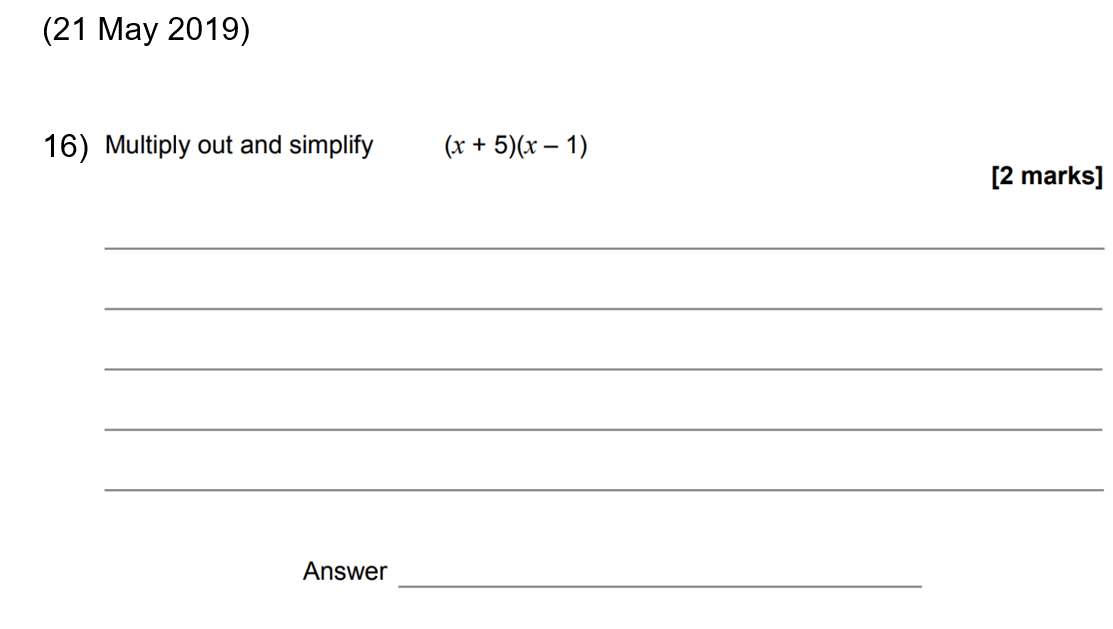 (21 May 2019)
16) Multiply out and simplify (x + 5)(x – 1)
[2 marks]
Answer